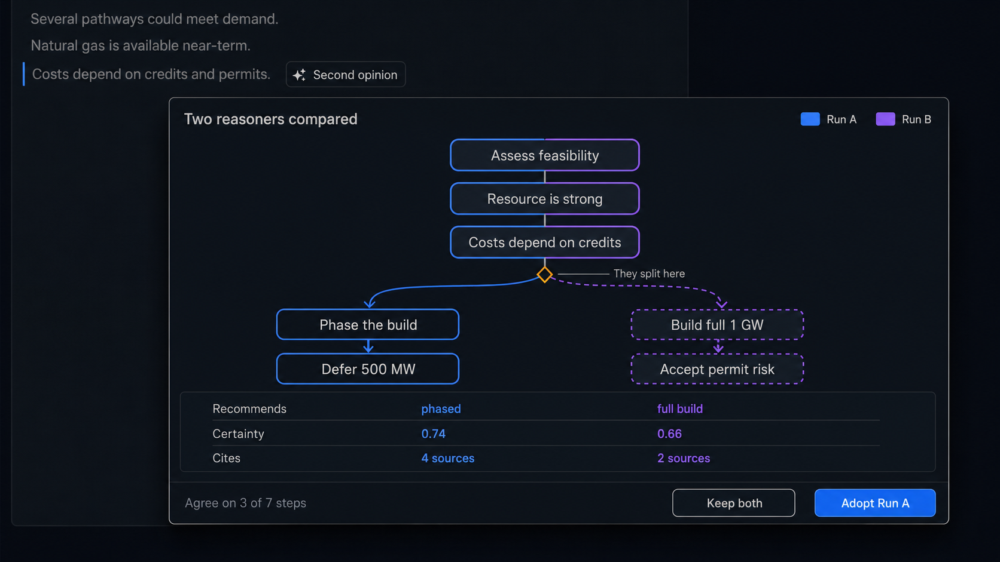 Several pathways could meet demand.
Natural gas is available near-term.
Costs depend on credits and permits.
Second opinion
Two reasoners compared
Run A
Run B
Assess feasibility
Resource is strong
Costs depend on credits
They split here
Phase the build
Build full 1 GW
Defer 500 MW
Accept permit risk
Recommends phased full build
Certainty 0.74 0.66
Cites 4 sources 2 sources
Agree on 3 of 7 steps
Keep both
Adopt Run A